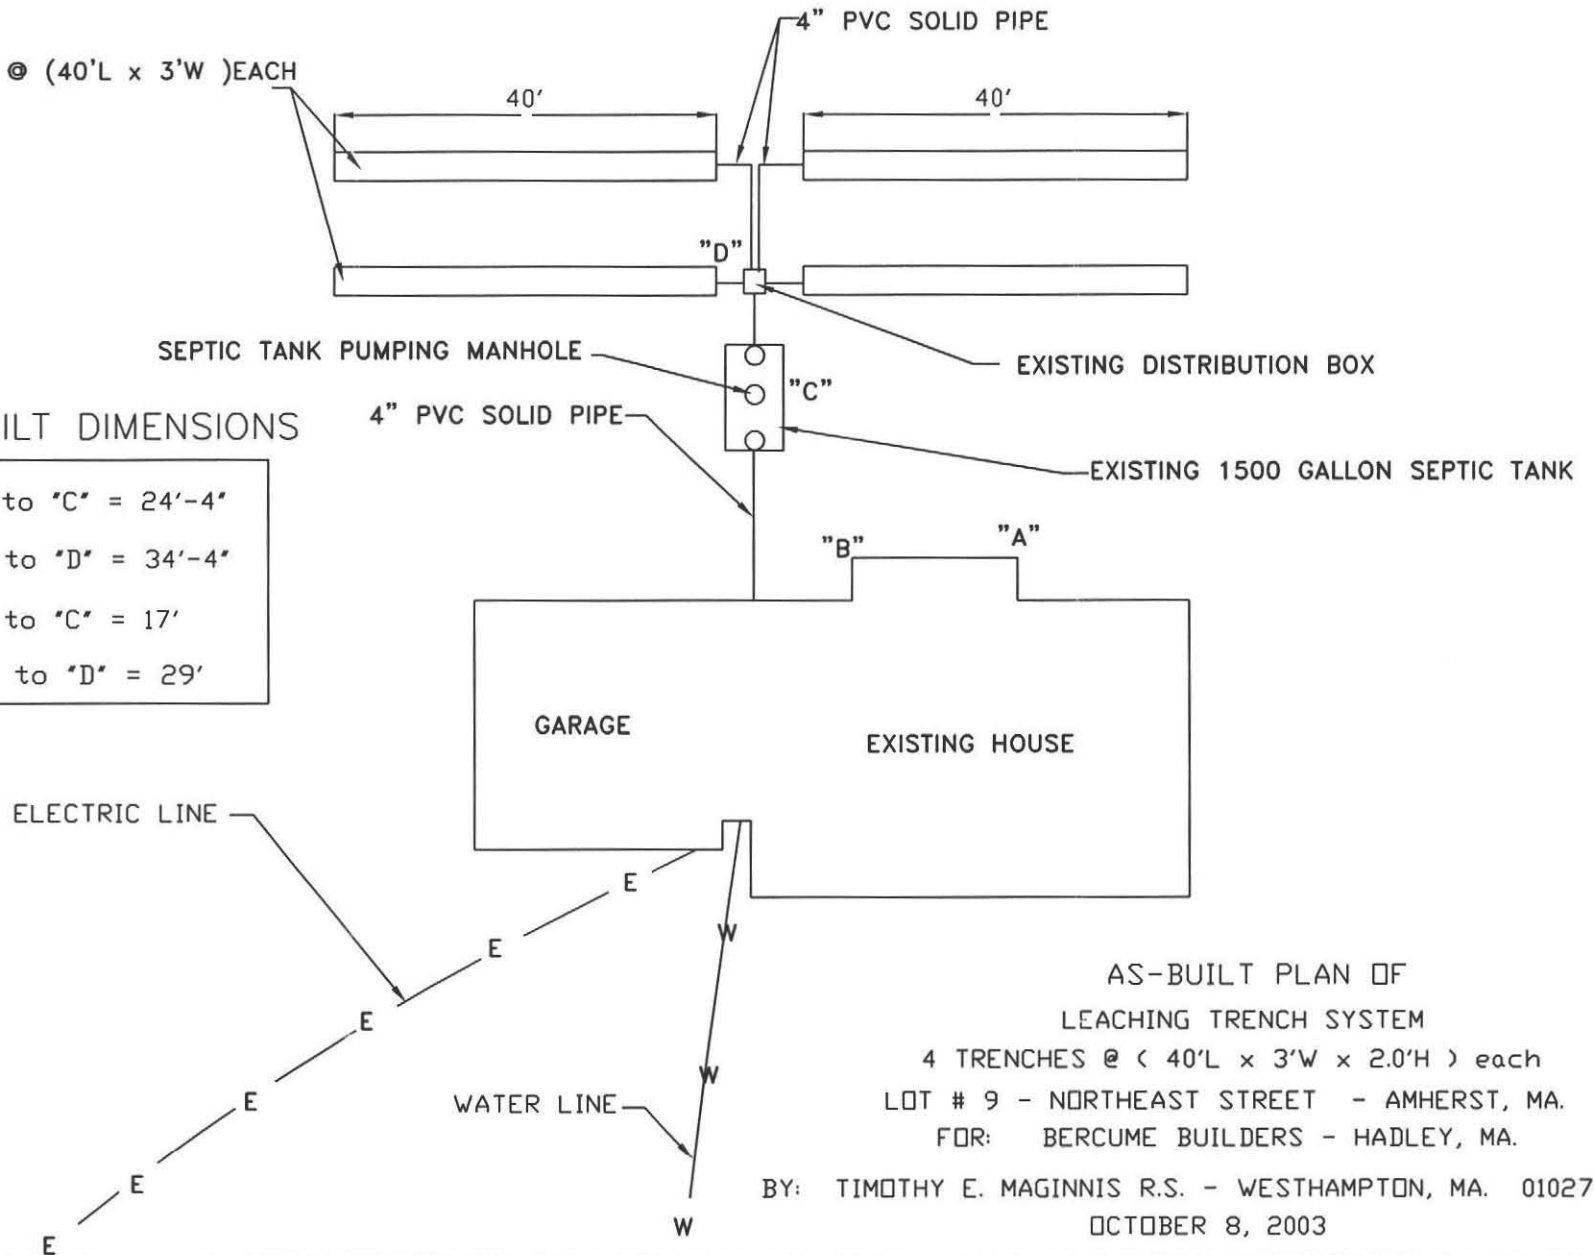 4" PVC SOLID PIPE
@ (40'L x 3'W )EACH
40'
40'
"D"
SEPTIC TANK PUMPING MANHOLE
EXISTING DISTRIBUTION BOX
"C"
4" PVC SOLID PIPE
ILT DIMENSIONS
EXISTING 1500 GALLON SEPTIC TANK
to "C" = 24'-4"
to "D" = 34'-4"
to "C" = 17'
to "D" = 29'
"B"
"A"
GARAGE
EXISTING HOUSE
ELECTRIC LINE
E
E
E
E
E
E
W
W
W
WATER LINE
AS-BUILT PLAN OF
LEACHING TRENCH SYSTEM
4 TRENCHES @ ( 40'L x 3'W x 2.0'H ) each
LOT # 9 - NORTHEAST STREET - AMHERST, MA.
FOR: BERCUME BUILDERS - HADLEY, MA.
BY: TIMOTHY E. MAGINNIS R.S. - WESTHAMPTON, MA. 01027
OCTOBER 8, 2003